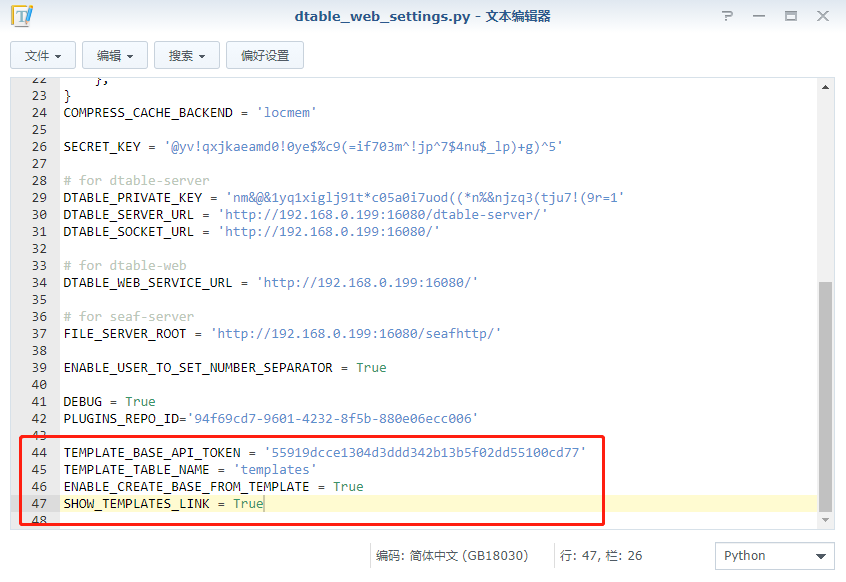 dtable_web_settings.py - 文本编辑器
文件 编辑 搜索 偏好设置
22 },
23 }
24 COMPRESS_CACHE_BACKEND = 'locmem'
25
26 SECRET_KEY = '@yv!qxjkaeamd0!0ye$%c9(=if703m^!jp^7$4nu$_lp)+g)^5'
27
28 # for dtable-server
29 DTABLE_PRIVATE_KEY = 'nm&@&1yq1xiglj91t*c05a0i7uod((*n%&njzq3(tju7!(9r=1'
30 DTABLE_SERVER_URL = 'http://192.168.0.199:16080/dtable-server/'
31 DTABLE_SOCKET_URL = 'http://192.168.0.199:16080/'
32
33 # for dtable-web
34 DTABLE_WEB_SERVICE_URL = 'http://192.168.0.199:16080/'
35
36 # for seaf-server
37 FILE_SERVER_ROOT = 'http://192.168.0.199:16080/seafhttp/'
38
39 ENABLE_USER_TO_SET_NUMBER_SEPARATOR = True
40
41 DEBUG = True
42 PLUGINS_REPO_ID='94f69cd7-9601-4232-8f5b-880e06ecc006'
43
44 TEMPLATE_BASE_API_TOKEN = '55919dcce1304d3ddd342b13b5f02dd55100cd77'
45 TEMPLATE_TABLE_NAME = 'templates'
46 ENABLE_CREATE_BASE_FROM_TEMPLATE = True
47 SHOW_TEMPLATES_LINK = True
48
编码: 简体中文 (GB18030) 行: 47, 栏: 26 Python